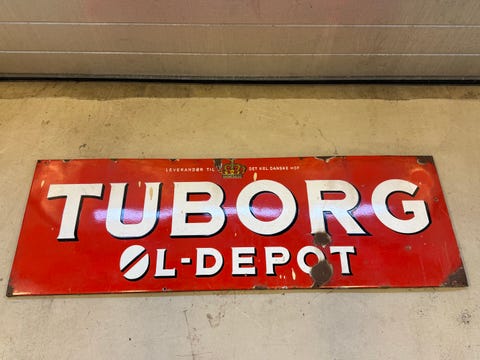 LEVERANDØR TIL DET KGL DANSKE HOF
TUBORG
ØL-DEPOT